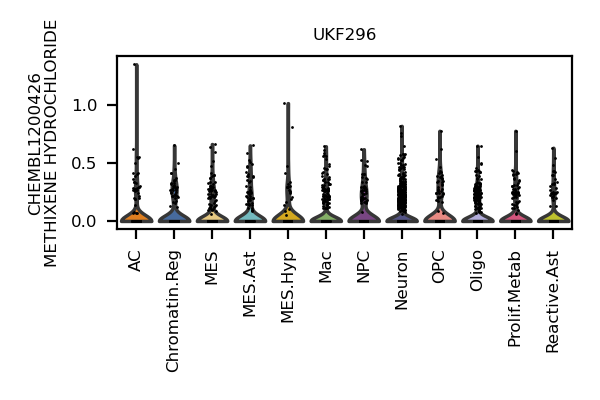 UKF296
CHEMBL1200426
METHIXENE HYDROCHLORIDE
1.0
0.5
0.0
AC
Chromatin.Reg
MES
MES.Ast
MES.Hyp
Mac
NPC
Neuron
OPC
Oligo
Prolif.Metab
Reactive.Ast